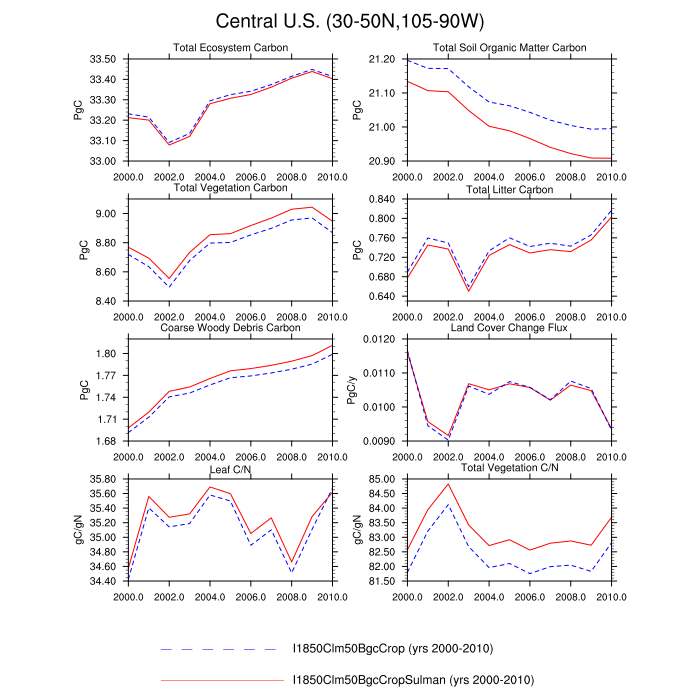 Central U.S. (30-50N,105-90W)
Total Ecosystem Carbon
PgC
33.50
33.40
33.30
33.20
33.10
33.00
2000.0 2002.0 2004.0 2006.0 2008.0 2010.0
Total Soil Organic Matter Carbon
PgC
21.20
21.10
21.00
20.90
2000.0 2002.0 2004.0 2006.0 2008.0 2010.0
Total Vegetation Carbon
PgC
9.00
8.80
8.60
8.40
2000.0 2002.0 2004.0 2006.0 2008.0 2010.0
Total Litter Carbon
PgC
0.840
0.800
0.760
0.720
0.680
0.640
2000.0 2002.0 2004.0 2006.0 2008.0 2010.0
Coarse Woody Debris Carbon
PgC
1.80
1.77
1.74
1.71
1.68
2000.0 2002.0 2004.0 2006.0 2008.0 2010.0
Land Cover Change Flux
PgC/y
0.0120
0.0110
0.0100
0.0090
2000.0 2002.0 2004.0 2006.0 2008.0 2010.0
Leaf C/N
gC/gN
35.80
35.60
35.40
35.20
35.00
34.80
34.60
34.40
2000.0 2002.0 2004.0 2006.0 2008.0 2010.0
Total Vegetation C/N
gC/gN
85.00
84.50
84.00
83.50
83.00
82.50
82.00
81.50
2000.0 2002.0 2004.0 2006.0 2008.0 2010.0
I1850Clm50BgcCrop (yrs 2000-2010)
I1850Clm50BgcCropSulman (yrs 2000-2010)